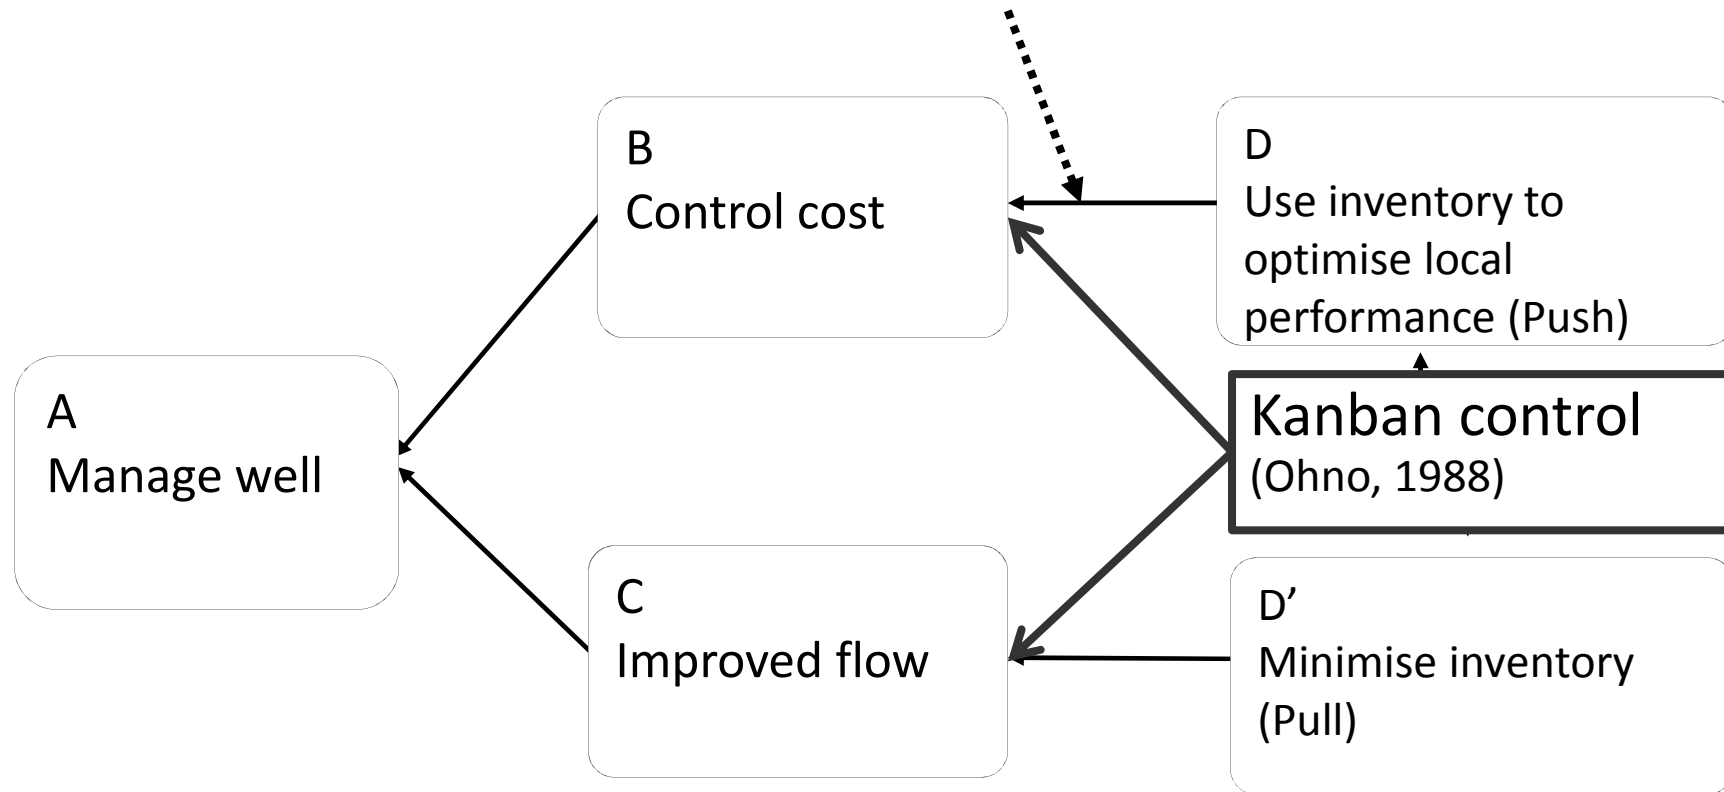 B
Control cost
D
Use inventory to
optimise local
performance (Push)
A
Manage well
Kanban control
(Ohno, 1988)
C
Improved flow
D’
Minimise inventory
(Pull)